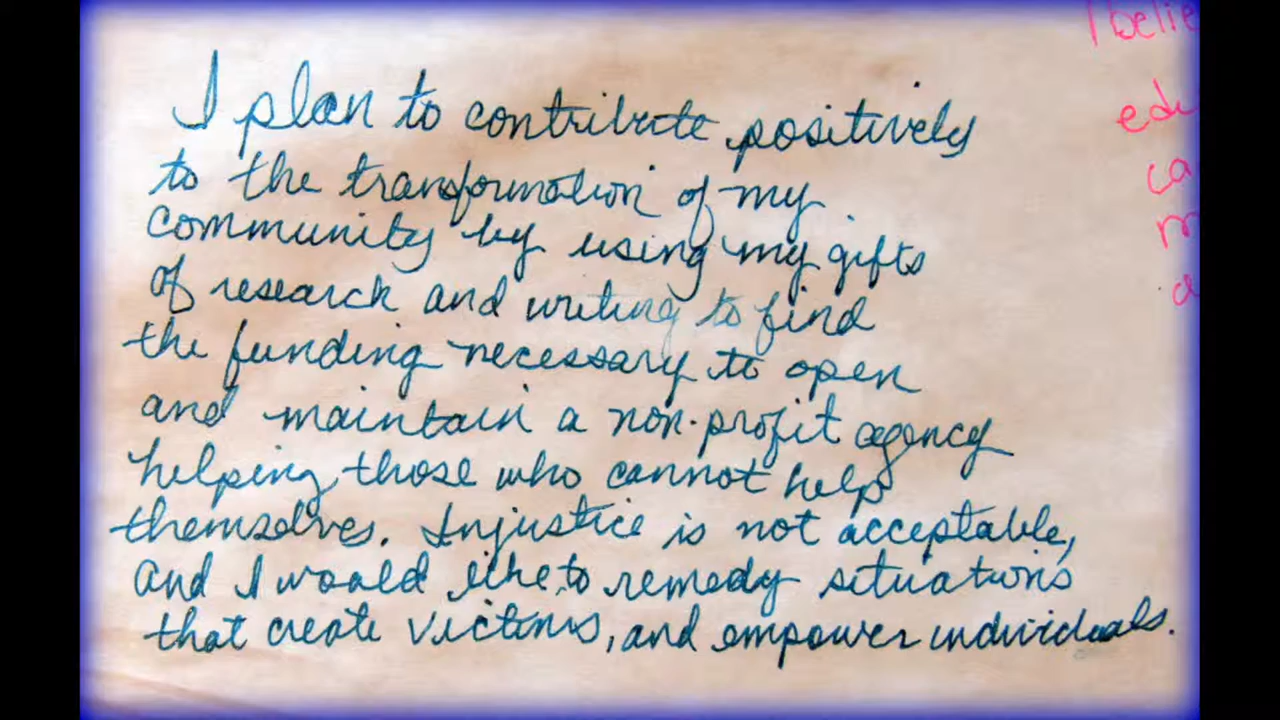 I plan to contribute positively
to the transformation of my
community by using my gifts
of research and writing to find
the funding necessary to open
and maintain a non-profit agency
helping those who cannot help
themselves. Injustice is not acceptable,
and I would like to remedy situations
that create victims, and empower individuals.
I